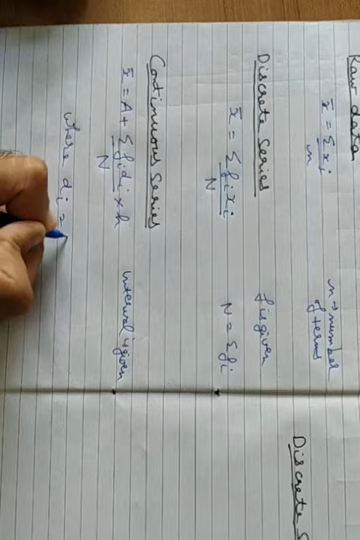 Raw data
x̄ = Σxi / n
n → number of terms
Discrete Series
x̄ = Σfixi / N
f is given
N = Σfi
Continuous Series
x̄ = A + Σfidi / N × h
interval given
where di =
Discrete S